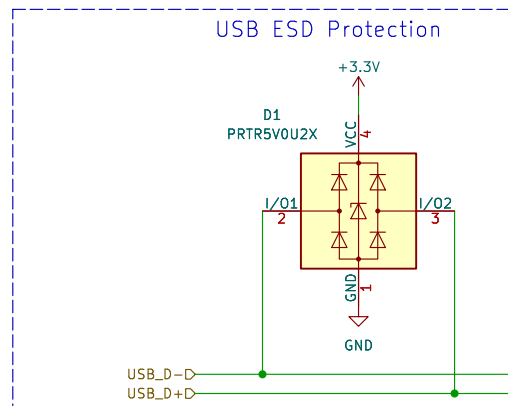 USB ESD Protection
+3.3V
D1
PRTR5V0U2X
VCC
4
I/O1
2
I/O2
3
GND
1
GND
USB_D-
USB_D+